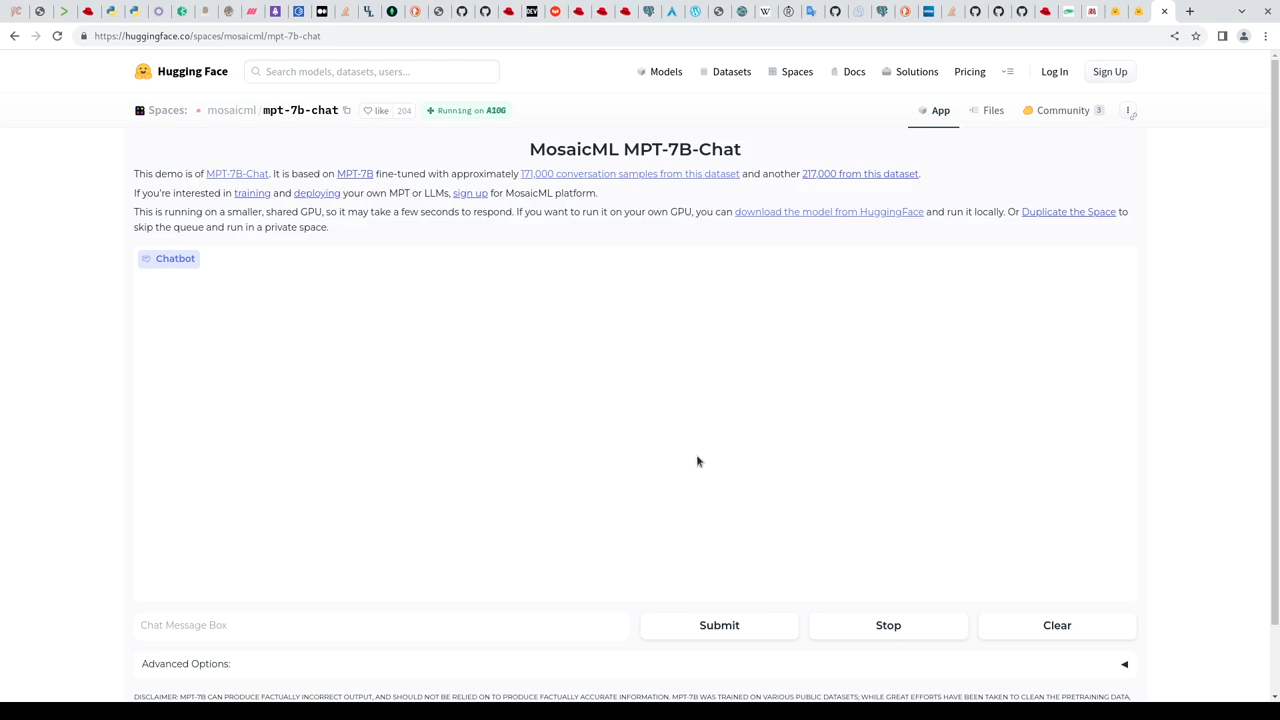 https://huggingface.co/spaces/mosaicml/mpt-7b-chat
Hugging Face
Search models, datasets, users...
Models
Datasets
Spaces
Docs
Solutions
Pricing
Log In
Sign Up
Spaces:
mosaicml/mpt-7b-chat
like 204
Running on A10G
App
Files
Community 3
MosaicML MPT-7B-Chat
This demo is of MPT-7B-Chat. It is based on MPT-7B fine-tuned with approximately 171,000 conversation samples from this dataset and another 217,000 from this dataset.
If you're interested in training and deploying your own MPT or LLMs, sign up for MosaicML platform.
This is running on a smaller, shared GPU, so it may take a few seconds to respond. If you want to run it on your own GPU, you can download the model from HuggingFace and run it locally. Or Duplicate the Space to
skip the queue and run in a private space.
Chatbot
Chat Message Box
Submit
Stop
Clear
Advanced Options:
DISCLAIMER: MPT-7B CAN PRODUCE FACTUALLY INCORRECT OUTPUT, AND SHOULD NOT BE RELIED ON TO PRODUCE FACTUALLY ACCURATE INFORMATION. MPT-7B WAS TRAINED ON VARIOUS PUBLIC DATASETS; WHILE GREAT EFFORTS HAVE BEEN TAKEN TO CLEAN THE PRETRAINING DATA,